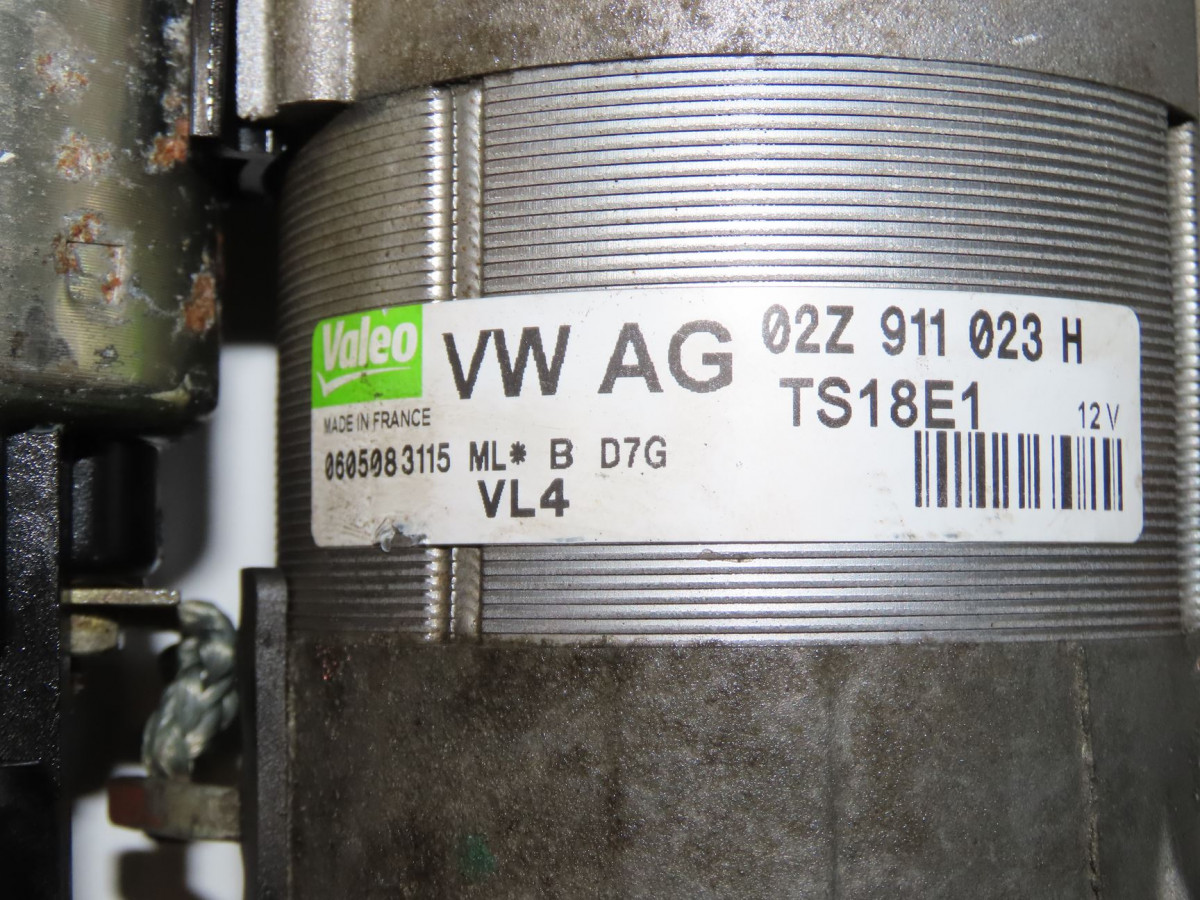 Valeo VW AG 02Z 911 023 H
TS18E1
MADE IN FRANCE 12 V
0605083115 ML* B D7G
VL4